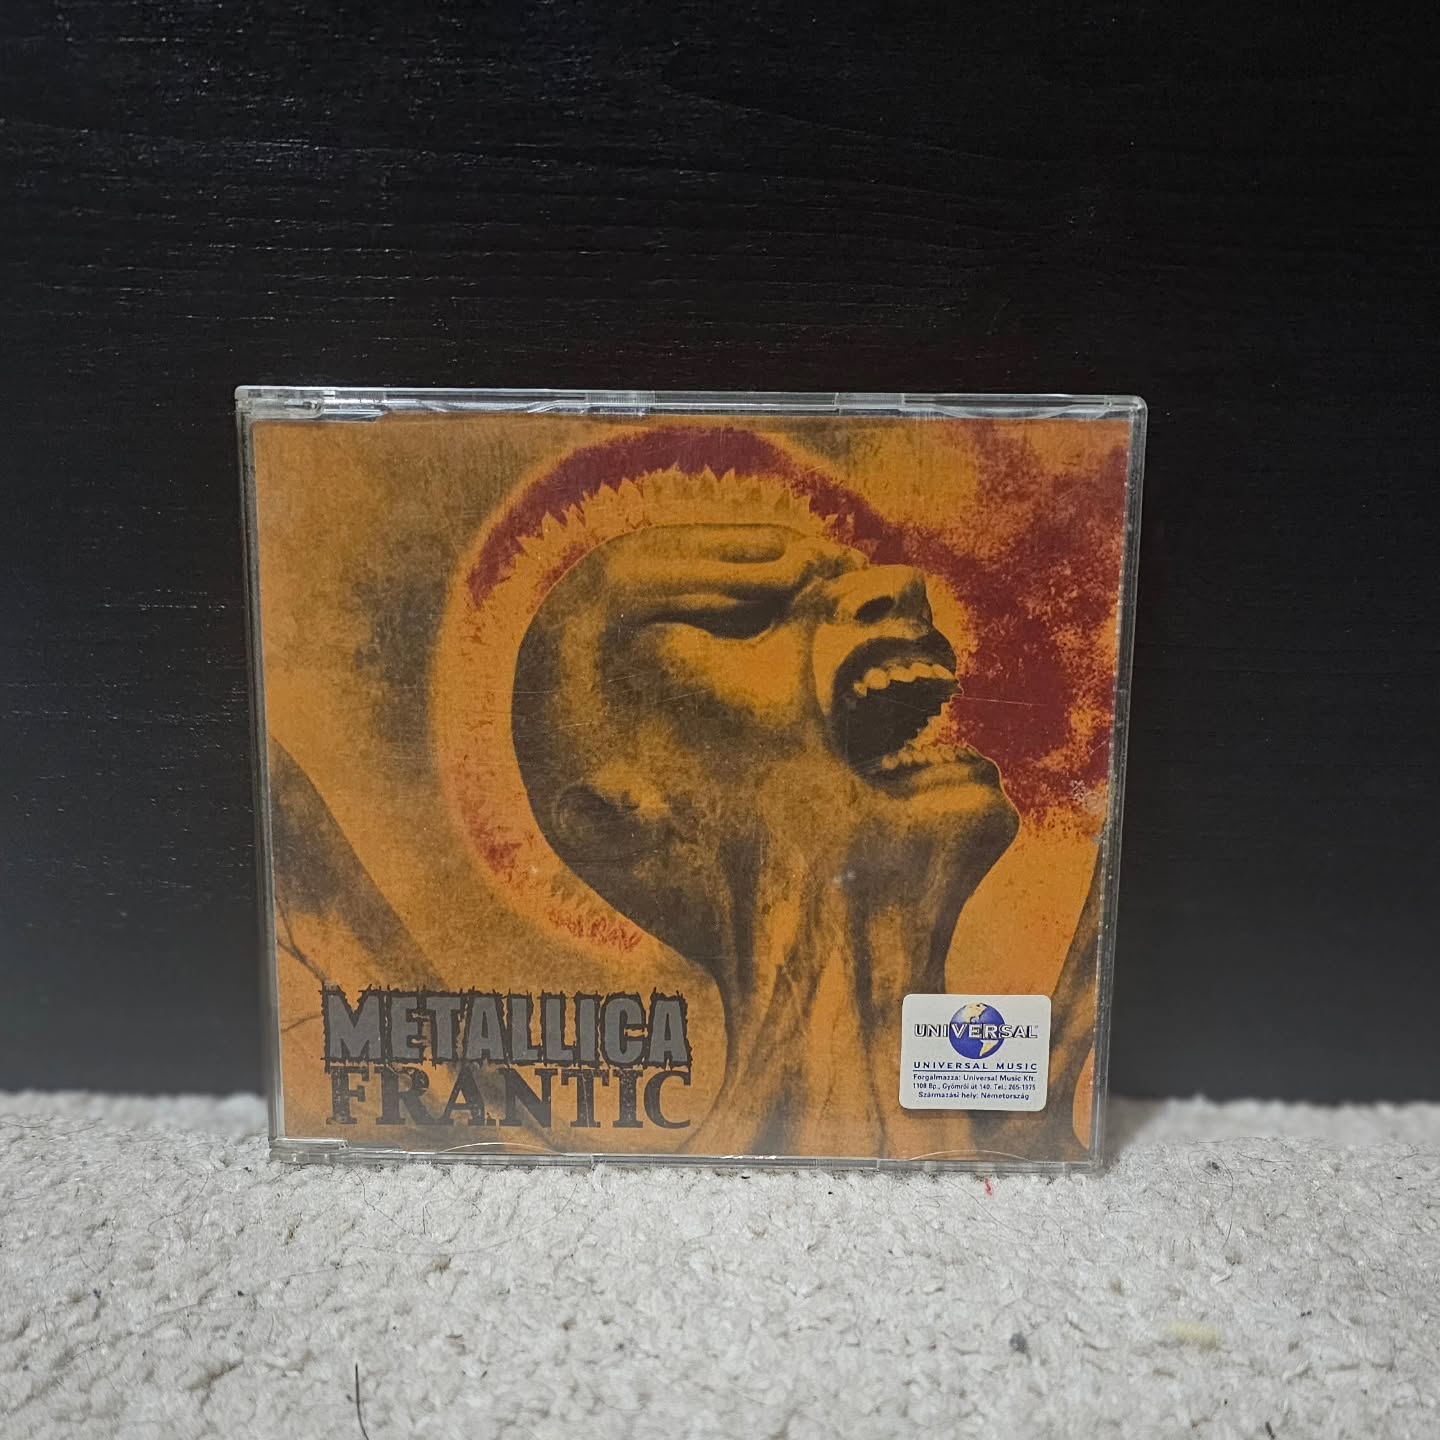 METALLICA
FRANTIC
UNIVERSAL
UNIVERSAL MUSIC
Forgalmazza: Universal Music Kft.
1108 Bp., Gyömrői út 140. Tel.: 265-1975
Származási hely: Németország